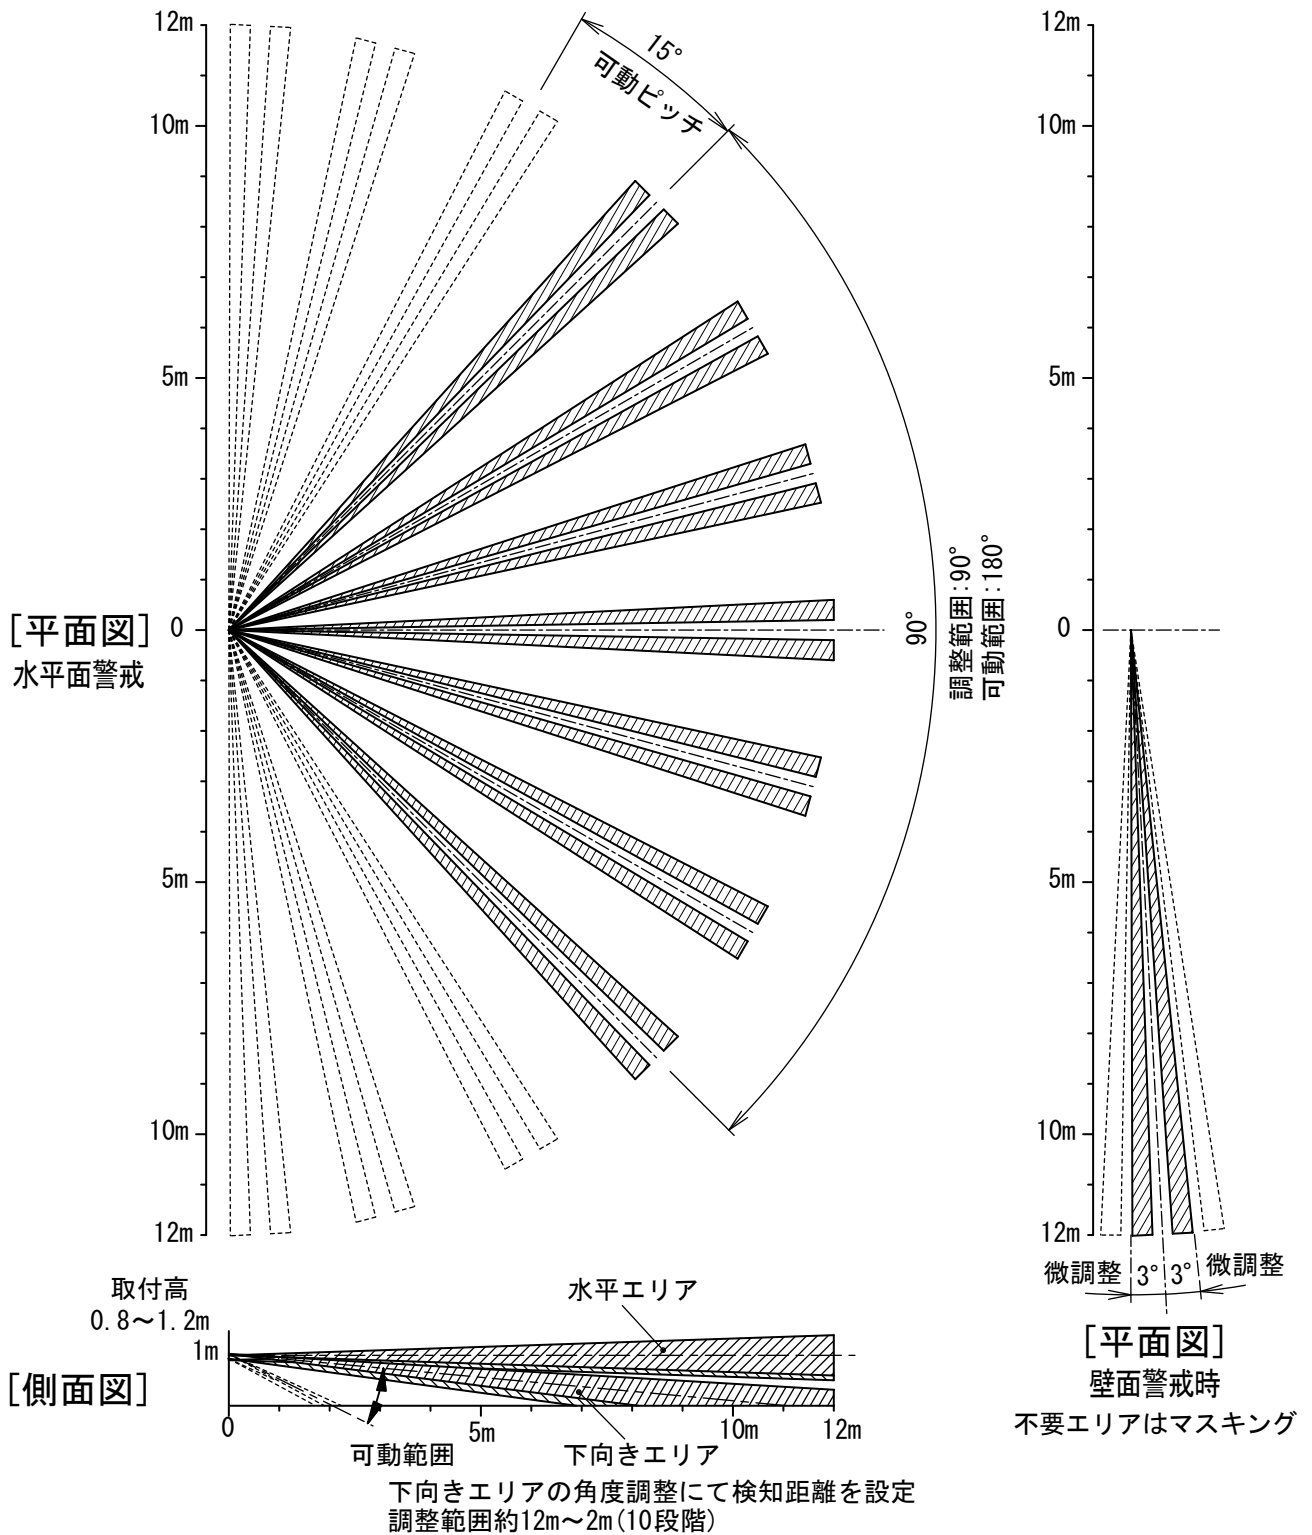 12m
10m
5m
[平面図] 0
水平面警戒
5m
10m
12m
15°
可動ピッチ
90°
調整範囲:90°
可動範囲:180°
12m
10m
5m
0
5m
10m
12m
微調整 3° 3° 微調整
[平面図]
壁面警戒時
不要エリアはマスキング
取付高
0.8～1.2m
1m
[側面図]
水平エリア
0 5m 10m 12m
可動範囲 下向きエリア
下向きエリアの角度調整にて検知距離を設定
調整範囲約12m～2m(10段階)